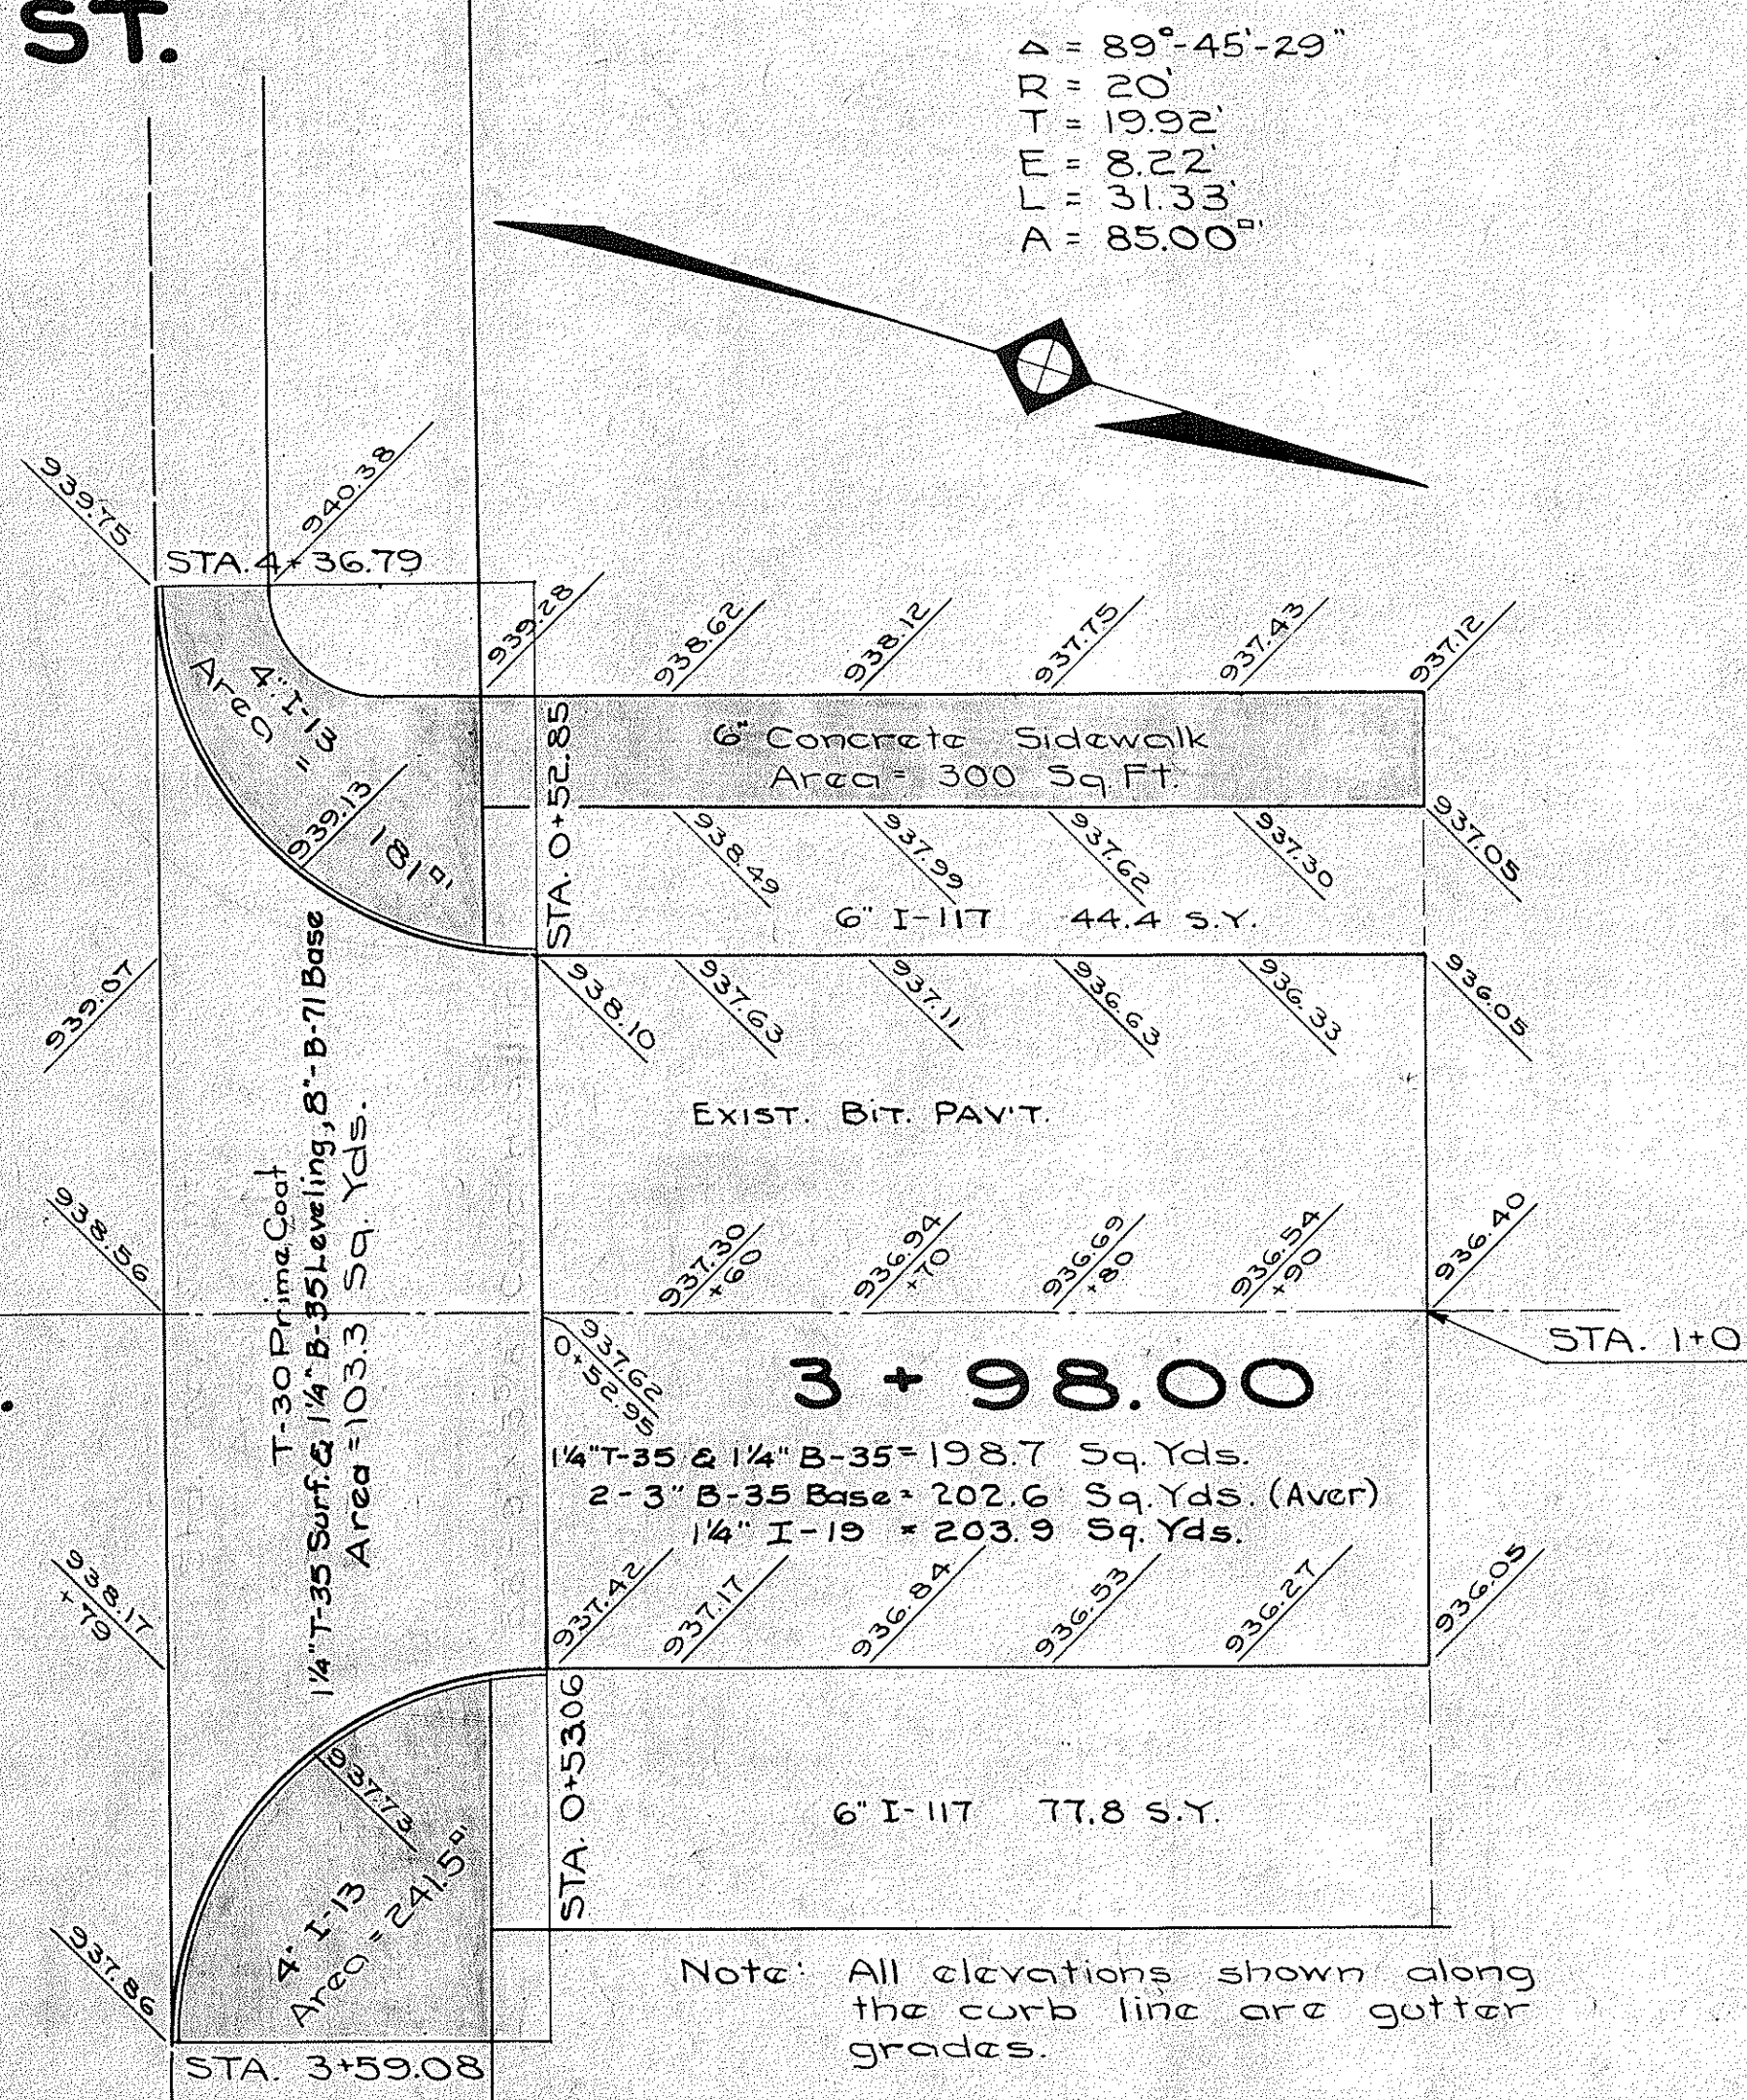 ST.
Δ = 89°-45'-29"
R = 20'
T = 19.92'
E = 8.22'
L = 31.33'
A = 85.00□'
939.75
940.38
STA. 4+36.79
939.28
938.62
938.12
937.75
937.43
937.12
4" I-13
Area =
181□'
939.13
STA. 0+52.85
6" Concrete Sidewalk
Area = 300 Sq. Ft.
938.49
937.99
937.62
937.30
937.05
6" I-117 44.4 S.Y.
939.07
938.10
937.63
937.11
936.63
936.33
936.05
EXIST. BIT. PAV'T.
T-30 Prime Coat
1¼" T-35 Surf. & 1¼" B-35 Leveling, 8"-B-71 Base
Area = 103.3 Sq. Yds.
938.56
937.30
+60
936.94
+70
936.69
+80
936.54
+90
936.40
STA. 1+0
937.62
0+52.95
3 + 98.00
1¼" T-35 & 1¼" B-35 = 198.7 Sq. Yds.
2-3" B-35 Base = 202.6 Sq. Yds. (Aver)
1¼" I-19 = 203.9 Sq. Yds.
938.17
+79
937.42
937.17
936.84
936.53
936.27
936.05
STA. 0+53.06
937.73
4" I-13
Area = 241.5□'
6" I-117 77.8 S.Y.
937.86
STA. 3+59.08
Note: All elevations shown along
the curb line are gutter
grades.